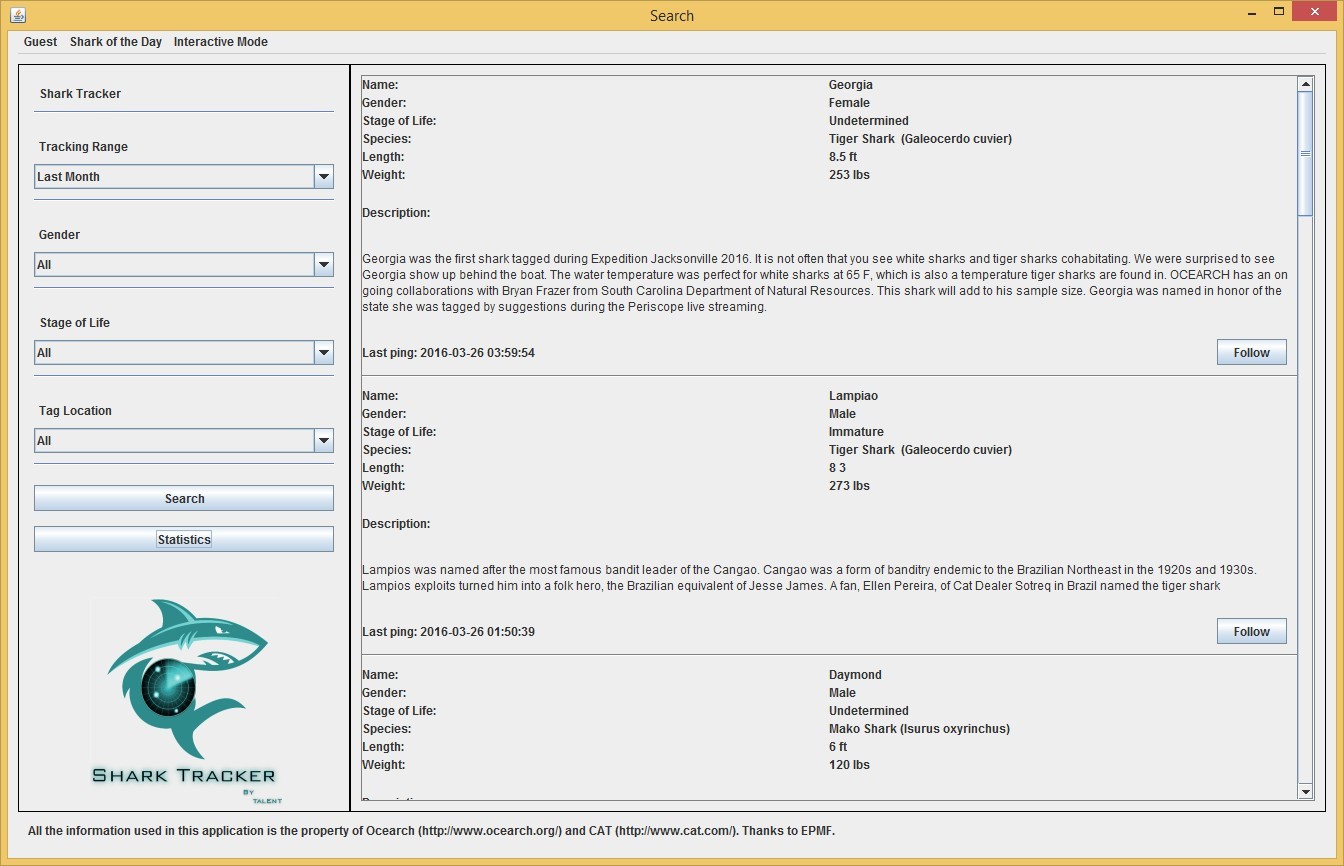 Search
Guest Shark of the Day Interactive Mode
Shark Tracker
Tracking Range
Last Month
Gender
All
Stage of Life
All
Tag Location
All
Search
Statistics
SHARK TRACKER
BY
TALENT
Name: Georgia
Gender: Female
Stage of Life: Undetermined
Species: Tiger Shark (Galeocerdo cuvier)
Length: 8.5 ft
Weight: 253 lbs
Description:
Georgia was the first shark tagged during Expedition Jacksonville 2016. It is not often that you see white sharks and tiger sharks cohabitating. We were surprised to see
Georgia show up behind the boat. The water temperature was perfect for white sharks at 65 F, which is also a temperature tiger sharks are found in. OCEARCH has an on
going collaborations with Bryan Frazer from South Carolina Department of Natural Resources. This shark will add to his sample size. Georgia was named in honor of the
state she was tagged by suggestions during the Periscope live streaming.
Last ping: 2016-03-26 03:59:54 Follow
Name: Lampiao
Gender: Male
Stage of Life: Immature
Species: Tiger Shark (Galeocerdo cuvier)
Length: 8 3
Weight: 273 lbs
Description:
Lampios was named after the most famous bandit leader of the Cangao. Cangao was a form of banditry endemic to the Brazilian Northeast in the 1920s and 1930s.
Lampios exploits turned him into a folk hero, the Brazilian equivalent of Jesse James. A fan, Ellen Pereira, of Cat Dealer Sotreq in Brazil named the tiger shark
Last ping: 2016-03-26 01:50:39 Follow
Name: Daymond
Gender: Male
Stage of Life: Undetermined
Species: Mako Shark (Isurus oxyrinchus)
Length: 6 ft
Weight: 120 lbs
All the information used in this application is the property of Ocearch (http://www.ocearch.org/) and CAT (http://www.cat.com/). Thanks to EPMF.